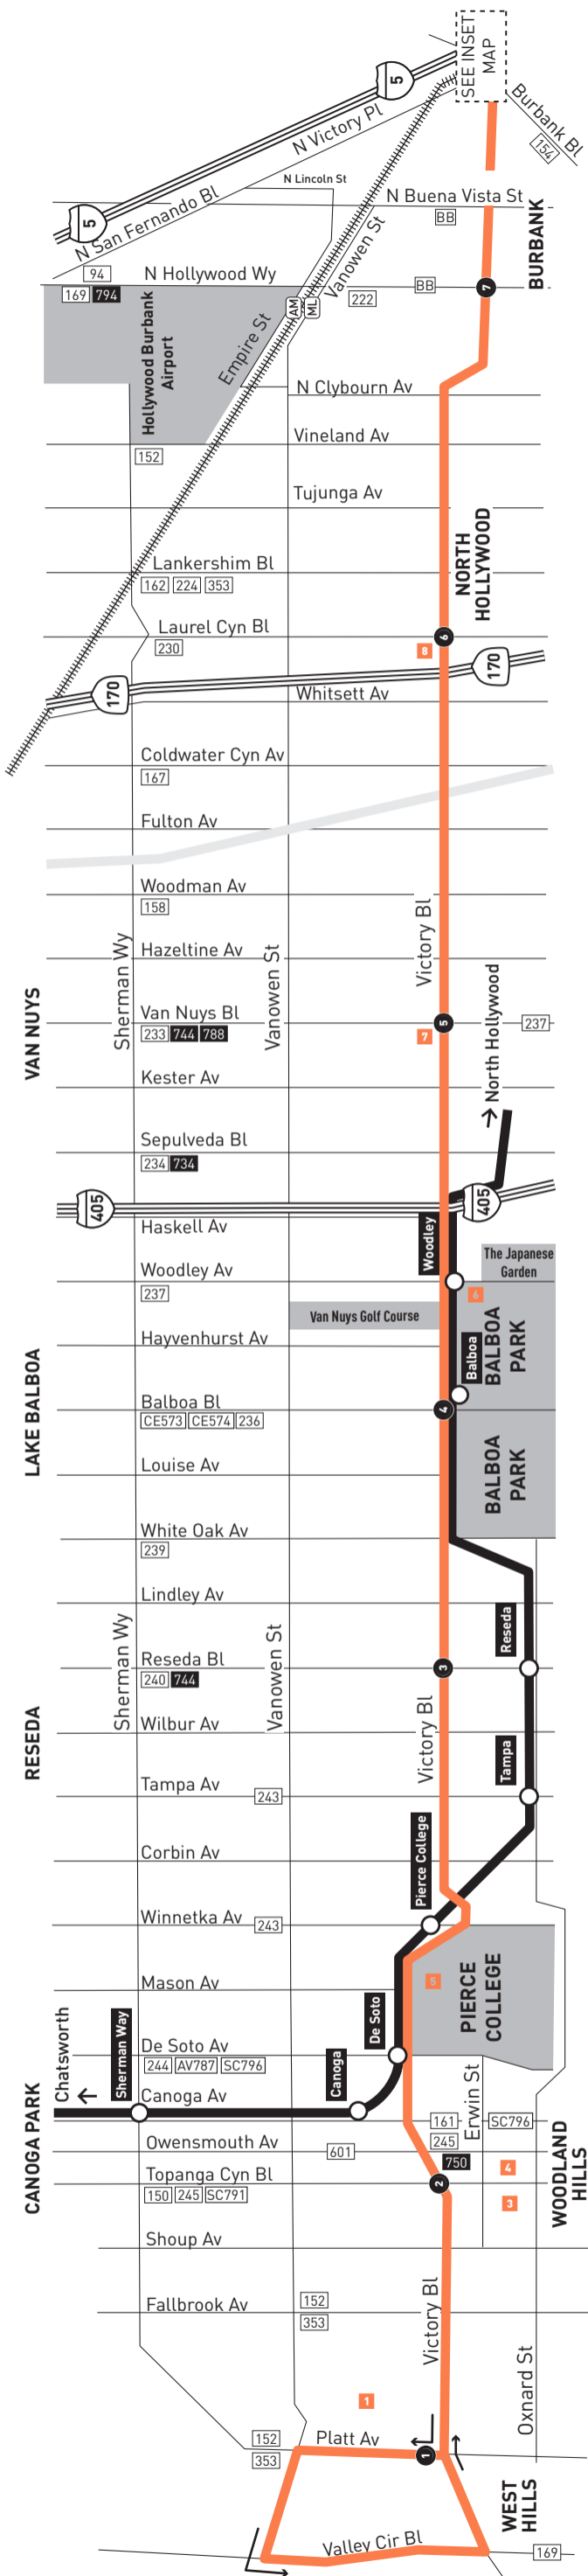 SEE INSET
MAP
5
N Victory Pl
Burbank Bl
154
N Lincoln St
N Buena Vista St
BB
5
N San Fernando Bl
BURBANK
Vanowen St
94
N Hollywood Wy
169
794
BB
7
AM
ML
222
Hollywood Burbank
Airport
Empire St
N Clybourn Av
Vineland Av
152
Tujunga Av
NORTH
HOLLYWOOD
Lankershim Bl
162
224
353
Laurel Cyn Bl
230
6
8
170
170
Whitsett Av
Coldwater Cyn Av
167
Fulton Av
Woodman Av
158
Victory Bl
Sherman Wy
Hazeltine Av
Vanowen St
VAN NUYS
Van Nuys Bl
233
744
788
5
7
237
North Hollywood
Kester Av
Sepulveda Bl
234
734
405
405
Haskell Av
Woodley
The Japanese
Garden
Woodley Av
237
6
Van Nuys Golf Course
BALBOA
PARK
Hayvenhurst Av
Balboa
LAKE BALBOA
Balboa Bl
CE573
CE574
236
4
BALBOA
PARK
Louise Av
White Oak Av
239
Lindley Av
Reseda
Sherman Wy
Vanowen St
Reseda Bl
240
744
3
RESEDA
Wilbur Av
Victory Bl
Tampa
Tampa Av
243
Corbin Av
Pierce College
Winnetka Av
243
PIERCE
COLLEGE
Mason Av
5
De Soto
Chatsworth
Sherman Way
De Soto Av
244
AV787
SC796
Canoga
CANOGA PARK
Canoga Av
Erwin St
161
SC796
Owensmouth Av
245
601
750
4
WOODLAND
HILLS
Topanga Cyn Bl
150
245
SC791
2
3
Shoup Av
Fallbrook Av
152
353
Victory Bl
Oxnard St
1
152
Platt Av
353
1
WEST
HILLS
Valley Cir Bl
169